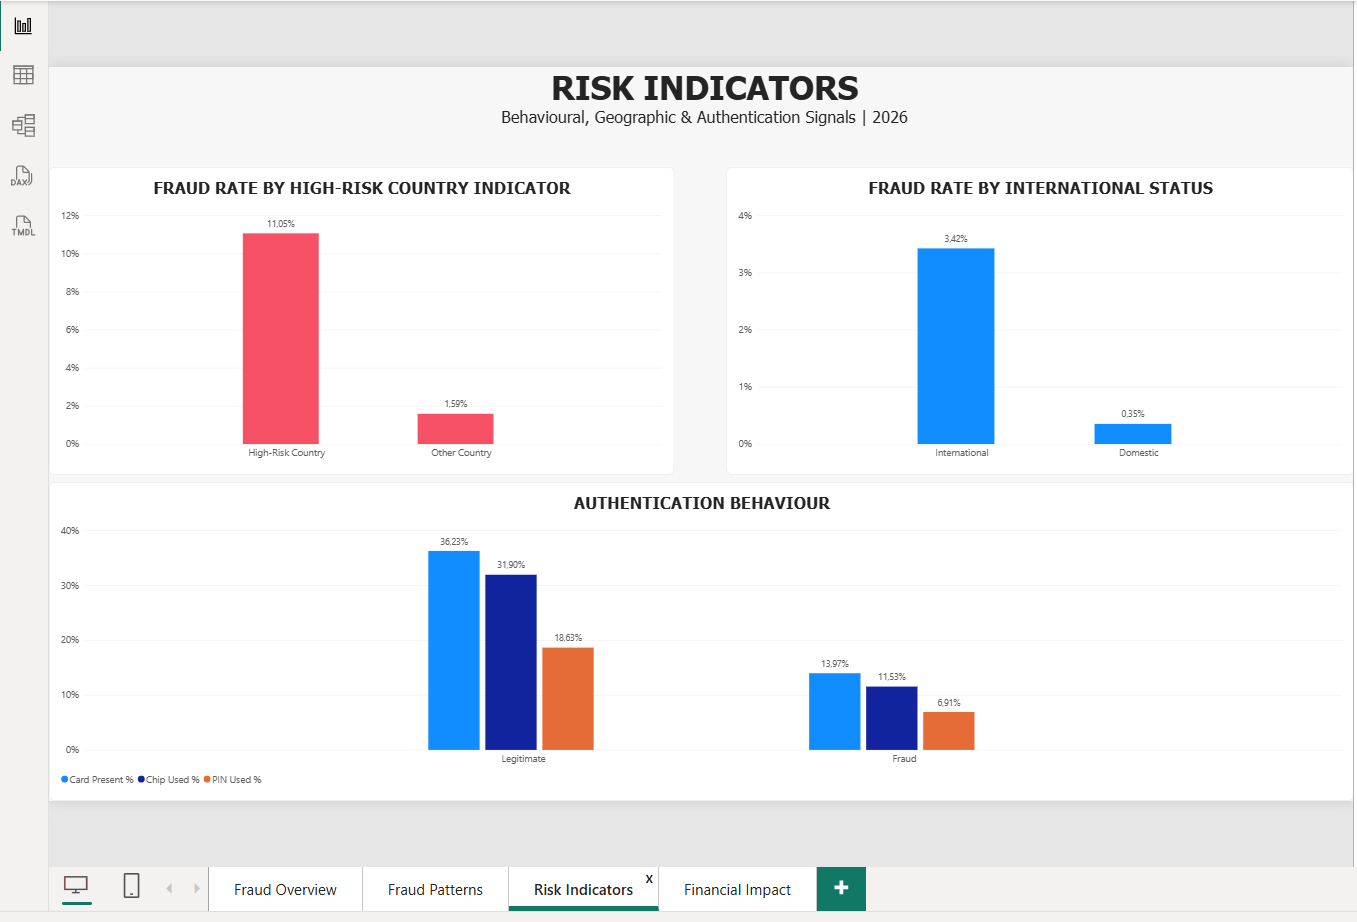 DAX
TMDL
RISK INDICATORS
Behavioural, Geographic & Authentication Signals | 2026
FRAUD RATE BY HIGH-RISK COUNTRY INDICATOR
12%
10%
8%
6%
4%
2%
0%
11,05%
1,59%
High-Risk Country
Other Country
FRAUD RATE BY INTERNATIONAL STATUS
4%
3%
2%
1%
0%
3,42%
0,35%
International
Domestic
AUTHENTICATION BEHAVIOUR
40%
30%
20%
10%
0%
36,23%
31,90%
18,63%
13,97%
11,53%
6,91%
Legitimate
Fraud
Card Present % Chip Used % PIN Used %
Fraud Overview
Fraud Patterns
Risk Indicators x
Financial Impact
+